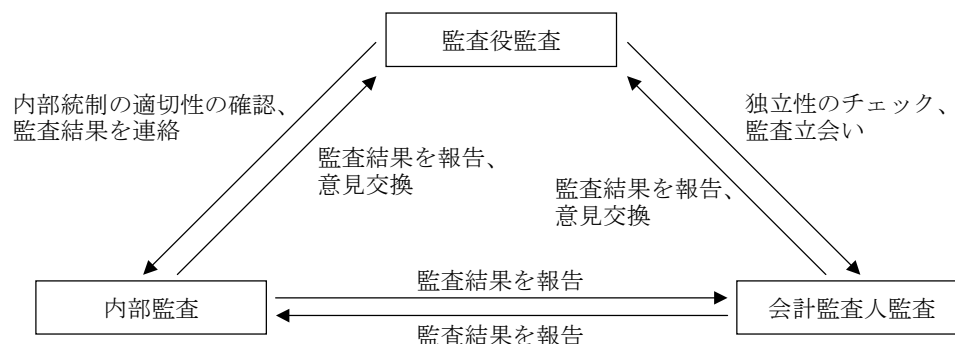 監査役監査
内部統制の適切性の確認、
監査結果を連絡
独立性のチェック、
監査立会い
監査結果を報告、
意見交換
監査結果を報告、
意見交換
内部監査
監査結果を報告
監査結果を報告
会計監査人監査